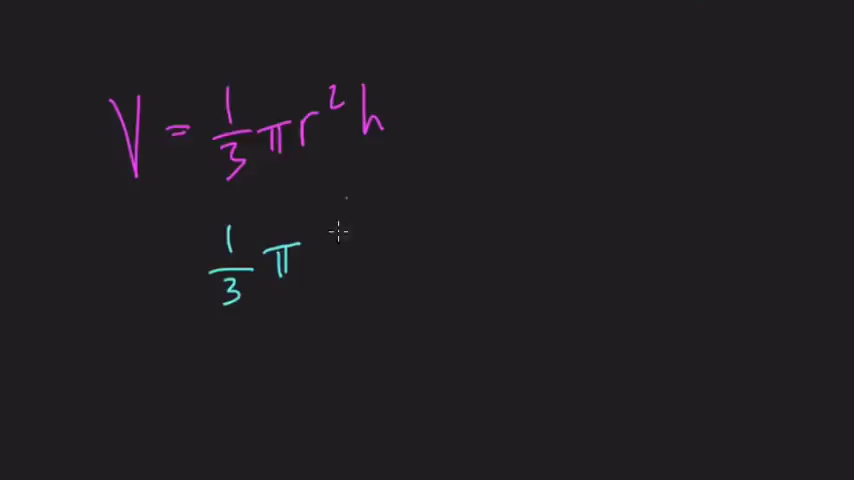 V = 1/3 πr²h
1/3 π